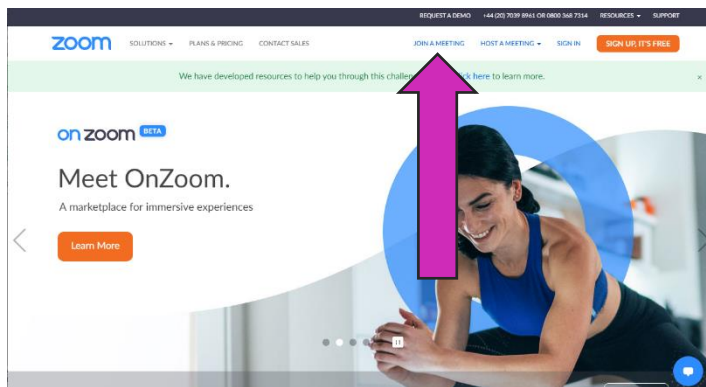 REQUEST A DEMO +44 (20) 7039 8961 OR 0800 368 7314 RESOURCES SUPPORT
zoom SOLUTIONS PLANS & PRICING CONTACT SALES JOIN A MEETING HOST A MEETING SIGN IN SIGN UP, IT'S FREE
We have developed resources to help you through this here to learn more. ×
on zoom BETA
Meet OnZoom.
A marketplace for immersive experiences
Learn More